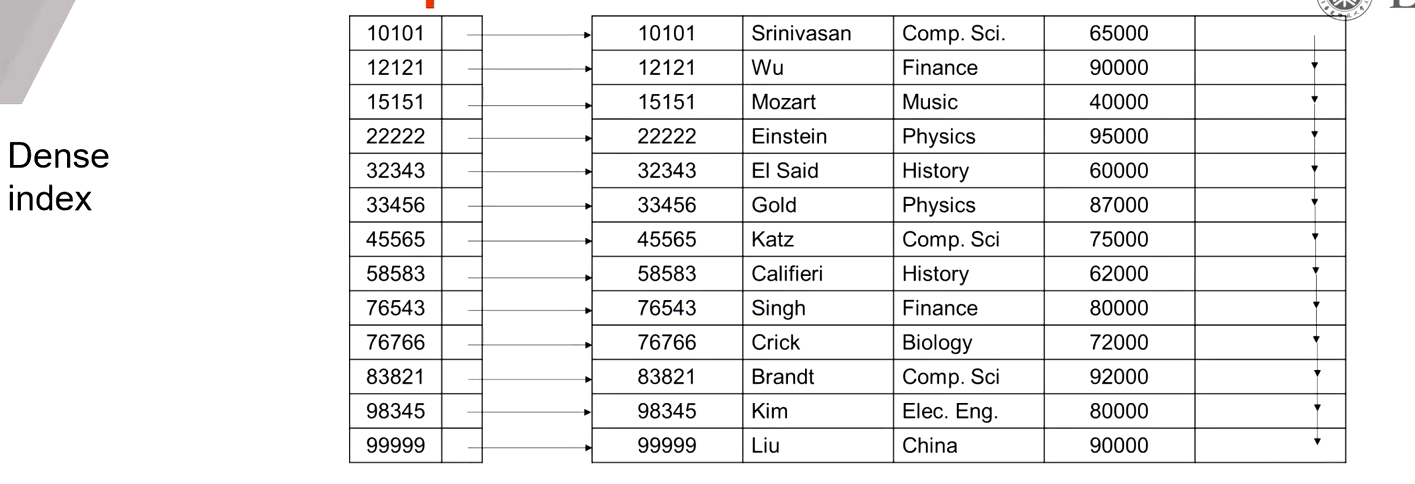 Dense
index
10101 10101 Srinivasan Comp. Sci. 65000
12121 12121 Wu Finance 90000
15151 15151 Mozart Music 40000
22222 22222 Einstein Physics 95000
32343 32343 El Said History 60000
33456 33456 Gold Physics 87000
45565 45565 Katz Comp. Sci 75000
58583 58583 Califieri History 62000
76543 76543 Singh Finance 80000
76766 76766 Crick Biology 72000
83821 83821 Brandt Comp. Sci 92000
98345 98345 Kim Elec. Eng. 80000
99999 99999 Liu China 90000